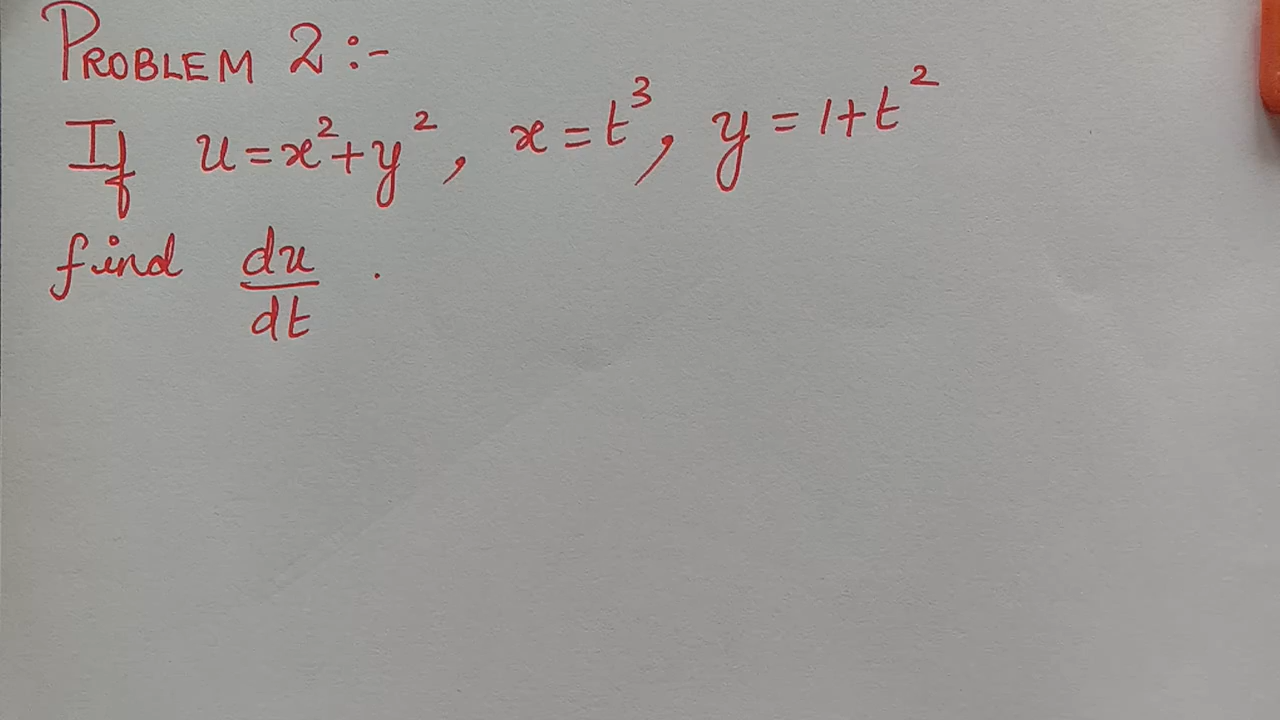 PROBLEM 2 :-
If u = x² + y², x = t³, y = 1 + t²
find du/dt .